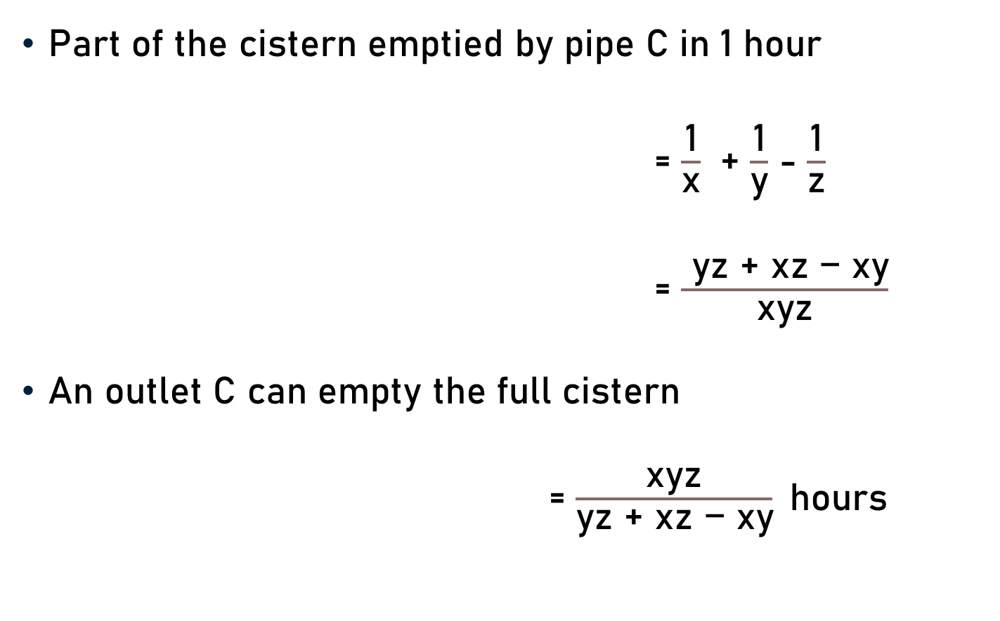 • Part of the cistern emptied by pipe C in 1 hour
= 1/x + 1/y - 1/z
= yz + xz − xy / xyz
• An outlet C can empty the full cistern
= xyz / yz + xz − xy hours